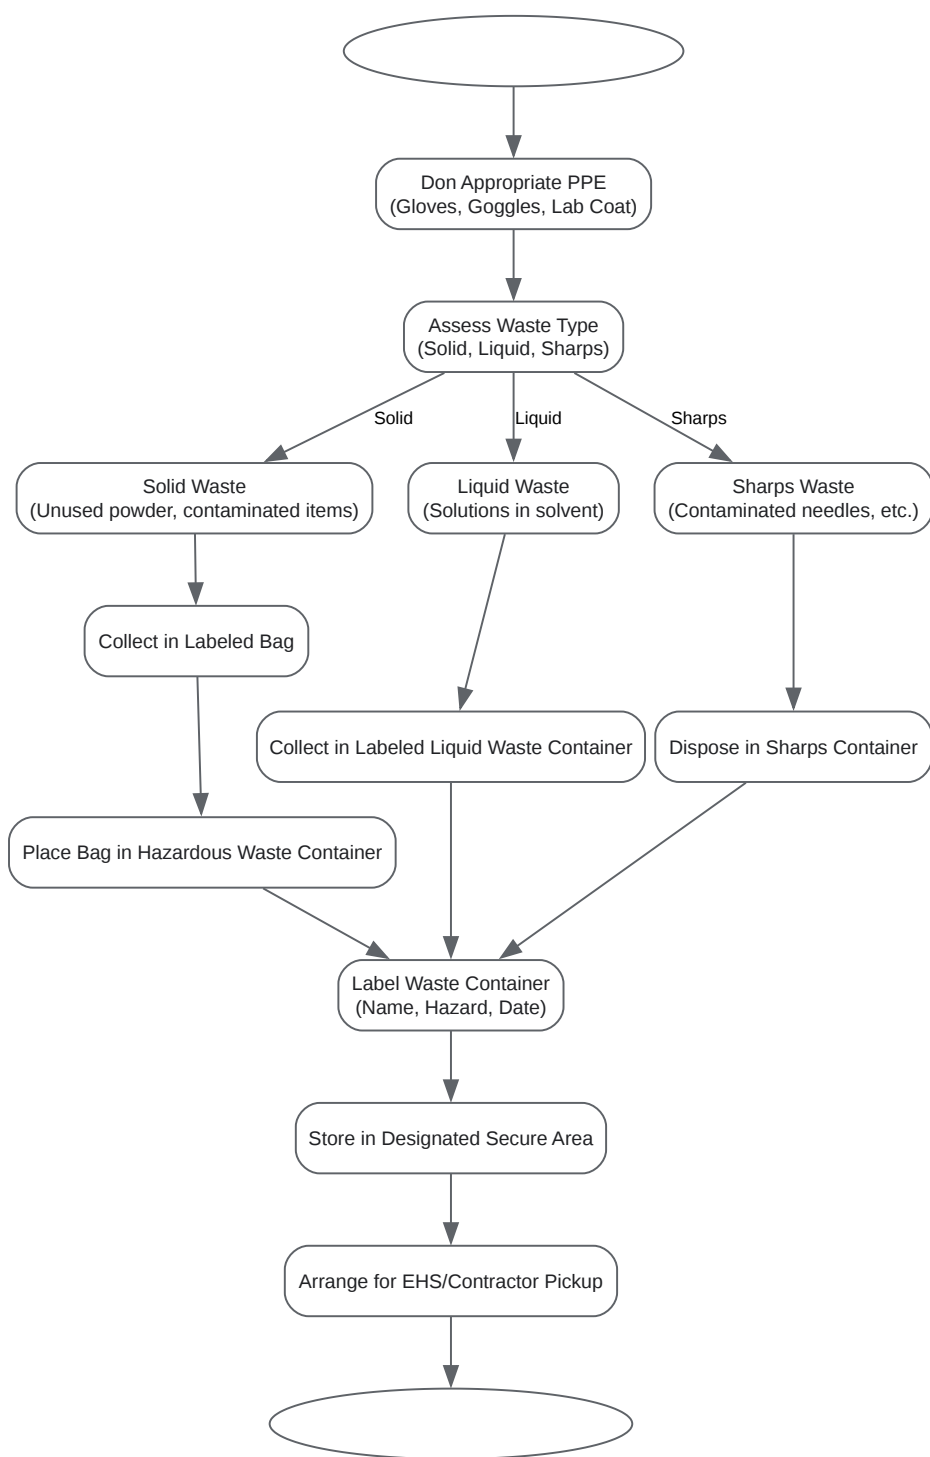 Don Appropriate PPE
(Gloves, Goggles, Lab Coat)
Assess Waste Type
(Solid, Liquid, Sharps)
Solid
Liquid
Sharps
Solid Waste
(Unused powder, contaminated items)
Liquid Waste
(Solutions in solvent)
Sharps Waste
(Contaminated needles, etc.)
Collect in Labeled Bag
Collect in Labeled Liquid Waste Container
Dispose in Sharps Container
Place Bag in Hazardous Waste Container
Label Waste Container
(Name, Hazard, Date)
Store in Designated Secure Area
Arrange for EHS/Contractor Pickup